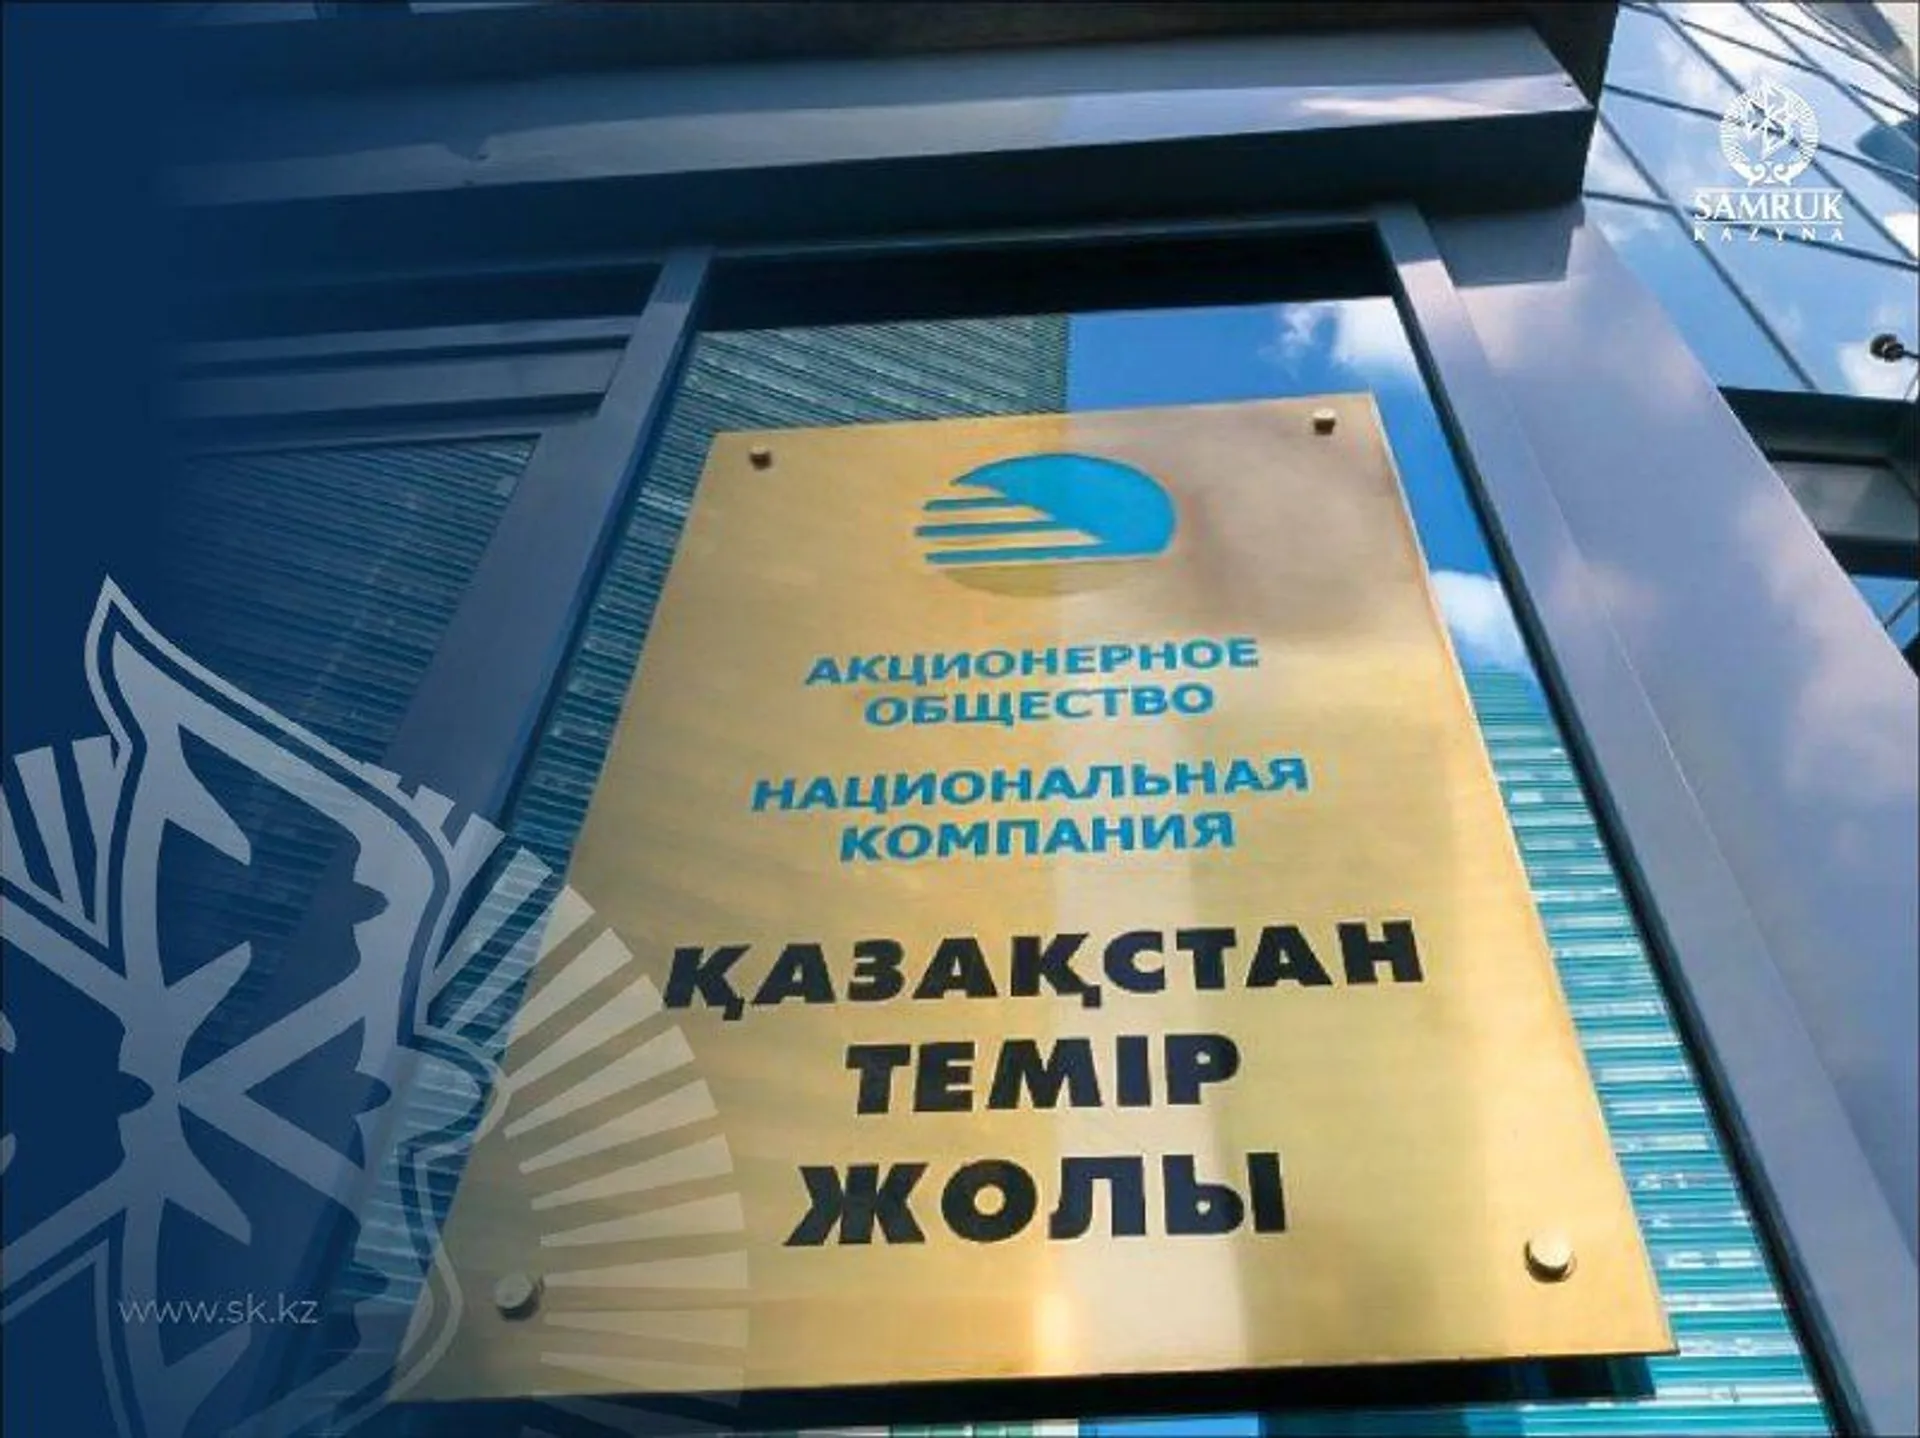 SAMRUK
KAZYNA
АКЦИОНЕРНОЕ
ОБЩЕСТВО
НАЦИОНАЛЬНАЯ
КОМПАНИЯ
ҚАЗАҚСТАН
ТЕМІР
ЖОЛЫ
www.sk.kz